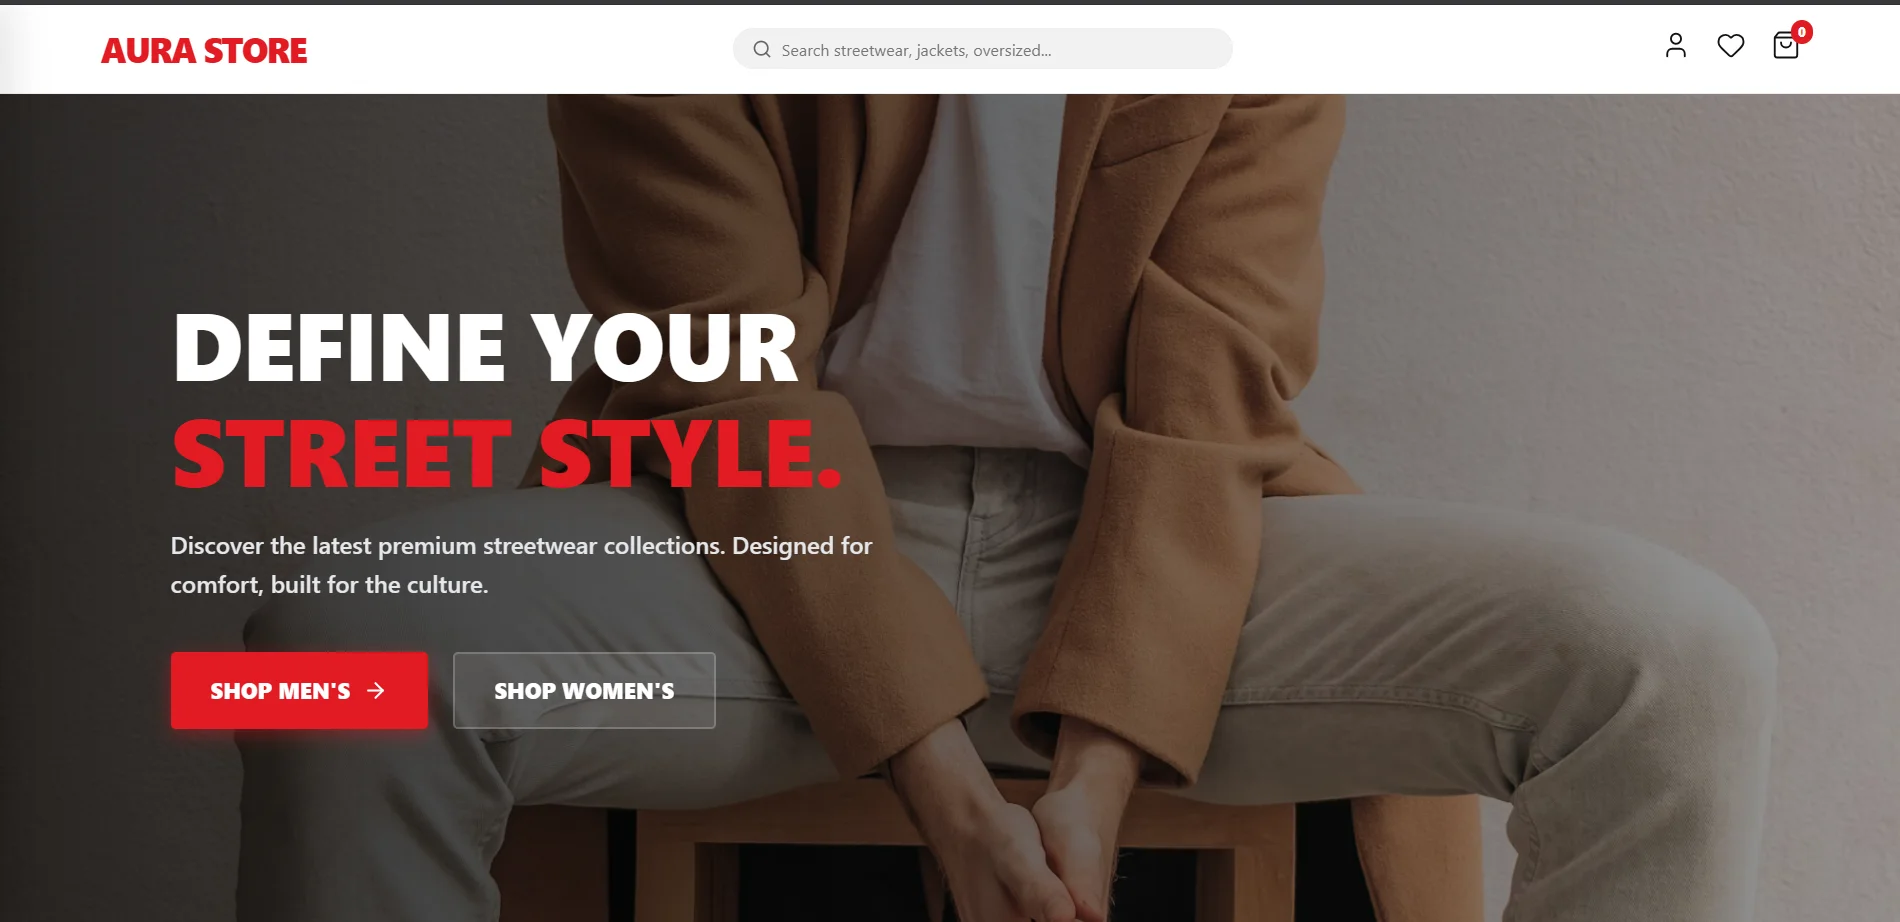 AURA STORE
Search streetwear, jackets, oversized...
0
DEFINE YOUR
STREET STYLE.
Discover the latest premium streetwear collections. Designed for
comfort, built for the culture.
SHOP MEN'S →
SHOP WOMEN'S